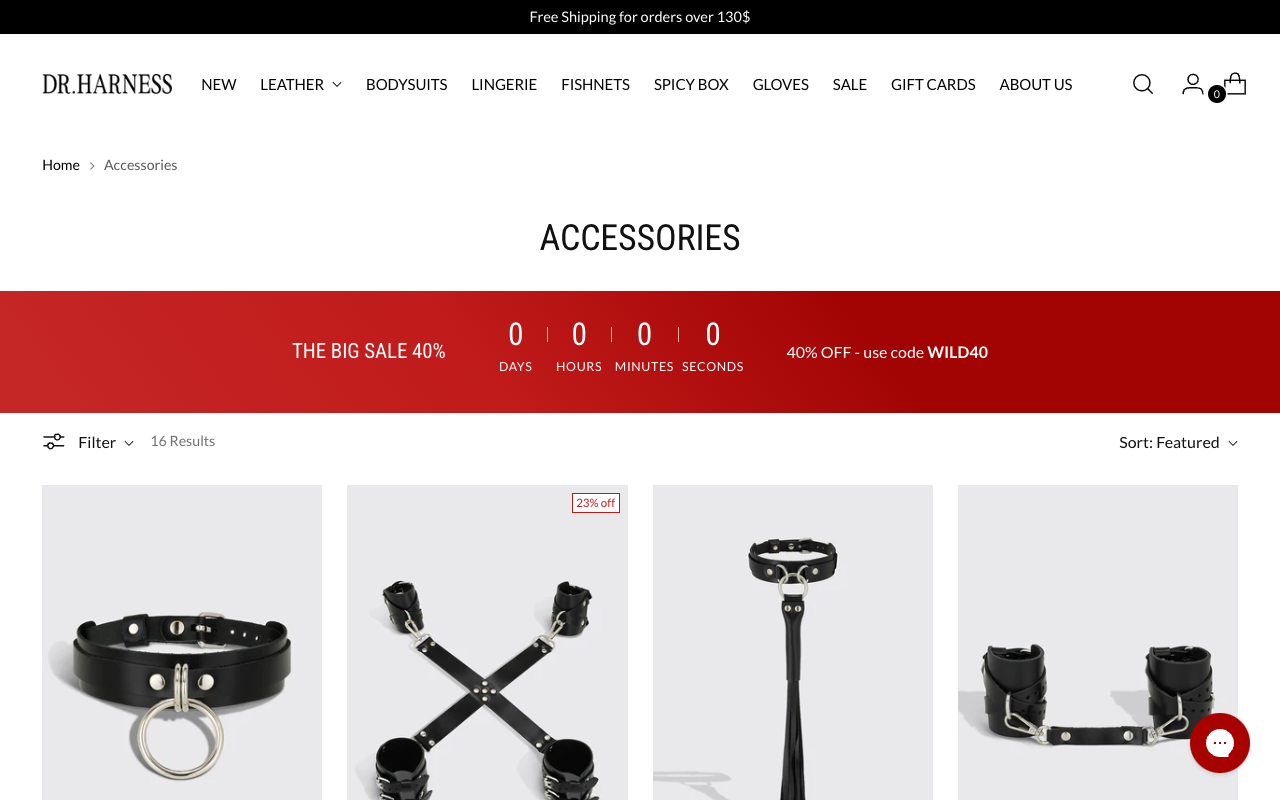 Free Shipping for orders over 130$
DR.HARNESS NEW LEATHER BODYSUITS LINGERIE FISHNETS SPICY BOX GLOVES SALE GIFT CARDS ABOUT US 0
Home Accessories
ACCESSORIES
THE BIG SALE 40%
0 0 0 0
DAYS HOURS MINUTES SECONDS
40% OFF - use code WILD40
Filter 16 Results Sort: Featured
23% off